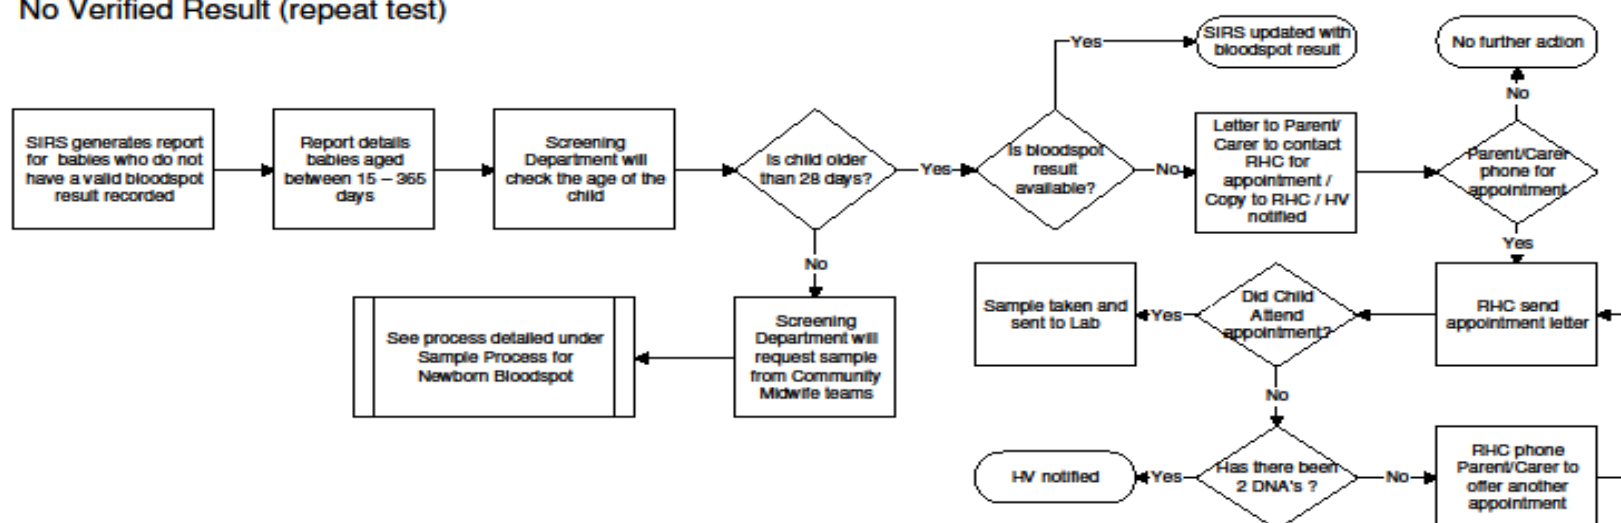 No Verified Result (repeat test)
SIRS generates report
for babies who do not
have a valid bloodspot
result recorded
Report details
babies aged
between 15 – 365
days
Screening
Department will
check the age of the
child
Is child older
than 28 days?
Yes
Is bloodspot
result
available?
Yes
SIRS updated with
bloodspot result
No
Letter to Parent/
Carer to contact
RHC for
appointment /
Copy to RHC / HV
notified
Parent/Carer
phone for
appointment
No
No further action
Yes
RHC send
appointment letter
Did Child
Attend
appointment?
Yes
Sample taken and
sent to Lab
No
Has there been
2 DNA's ?
Yes
HV notified
No
RHC phone
Parent/Carer to
offer another
appointment
No
Screening
Department will
request sample
from Community
Midwife teams
See process detailed under
Sample Process for
Newborn Bloodspot